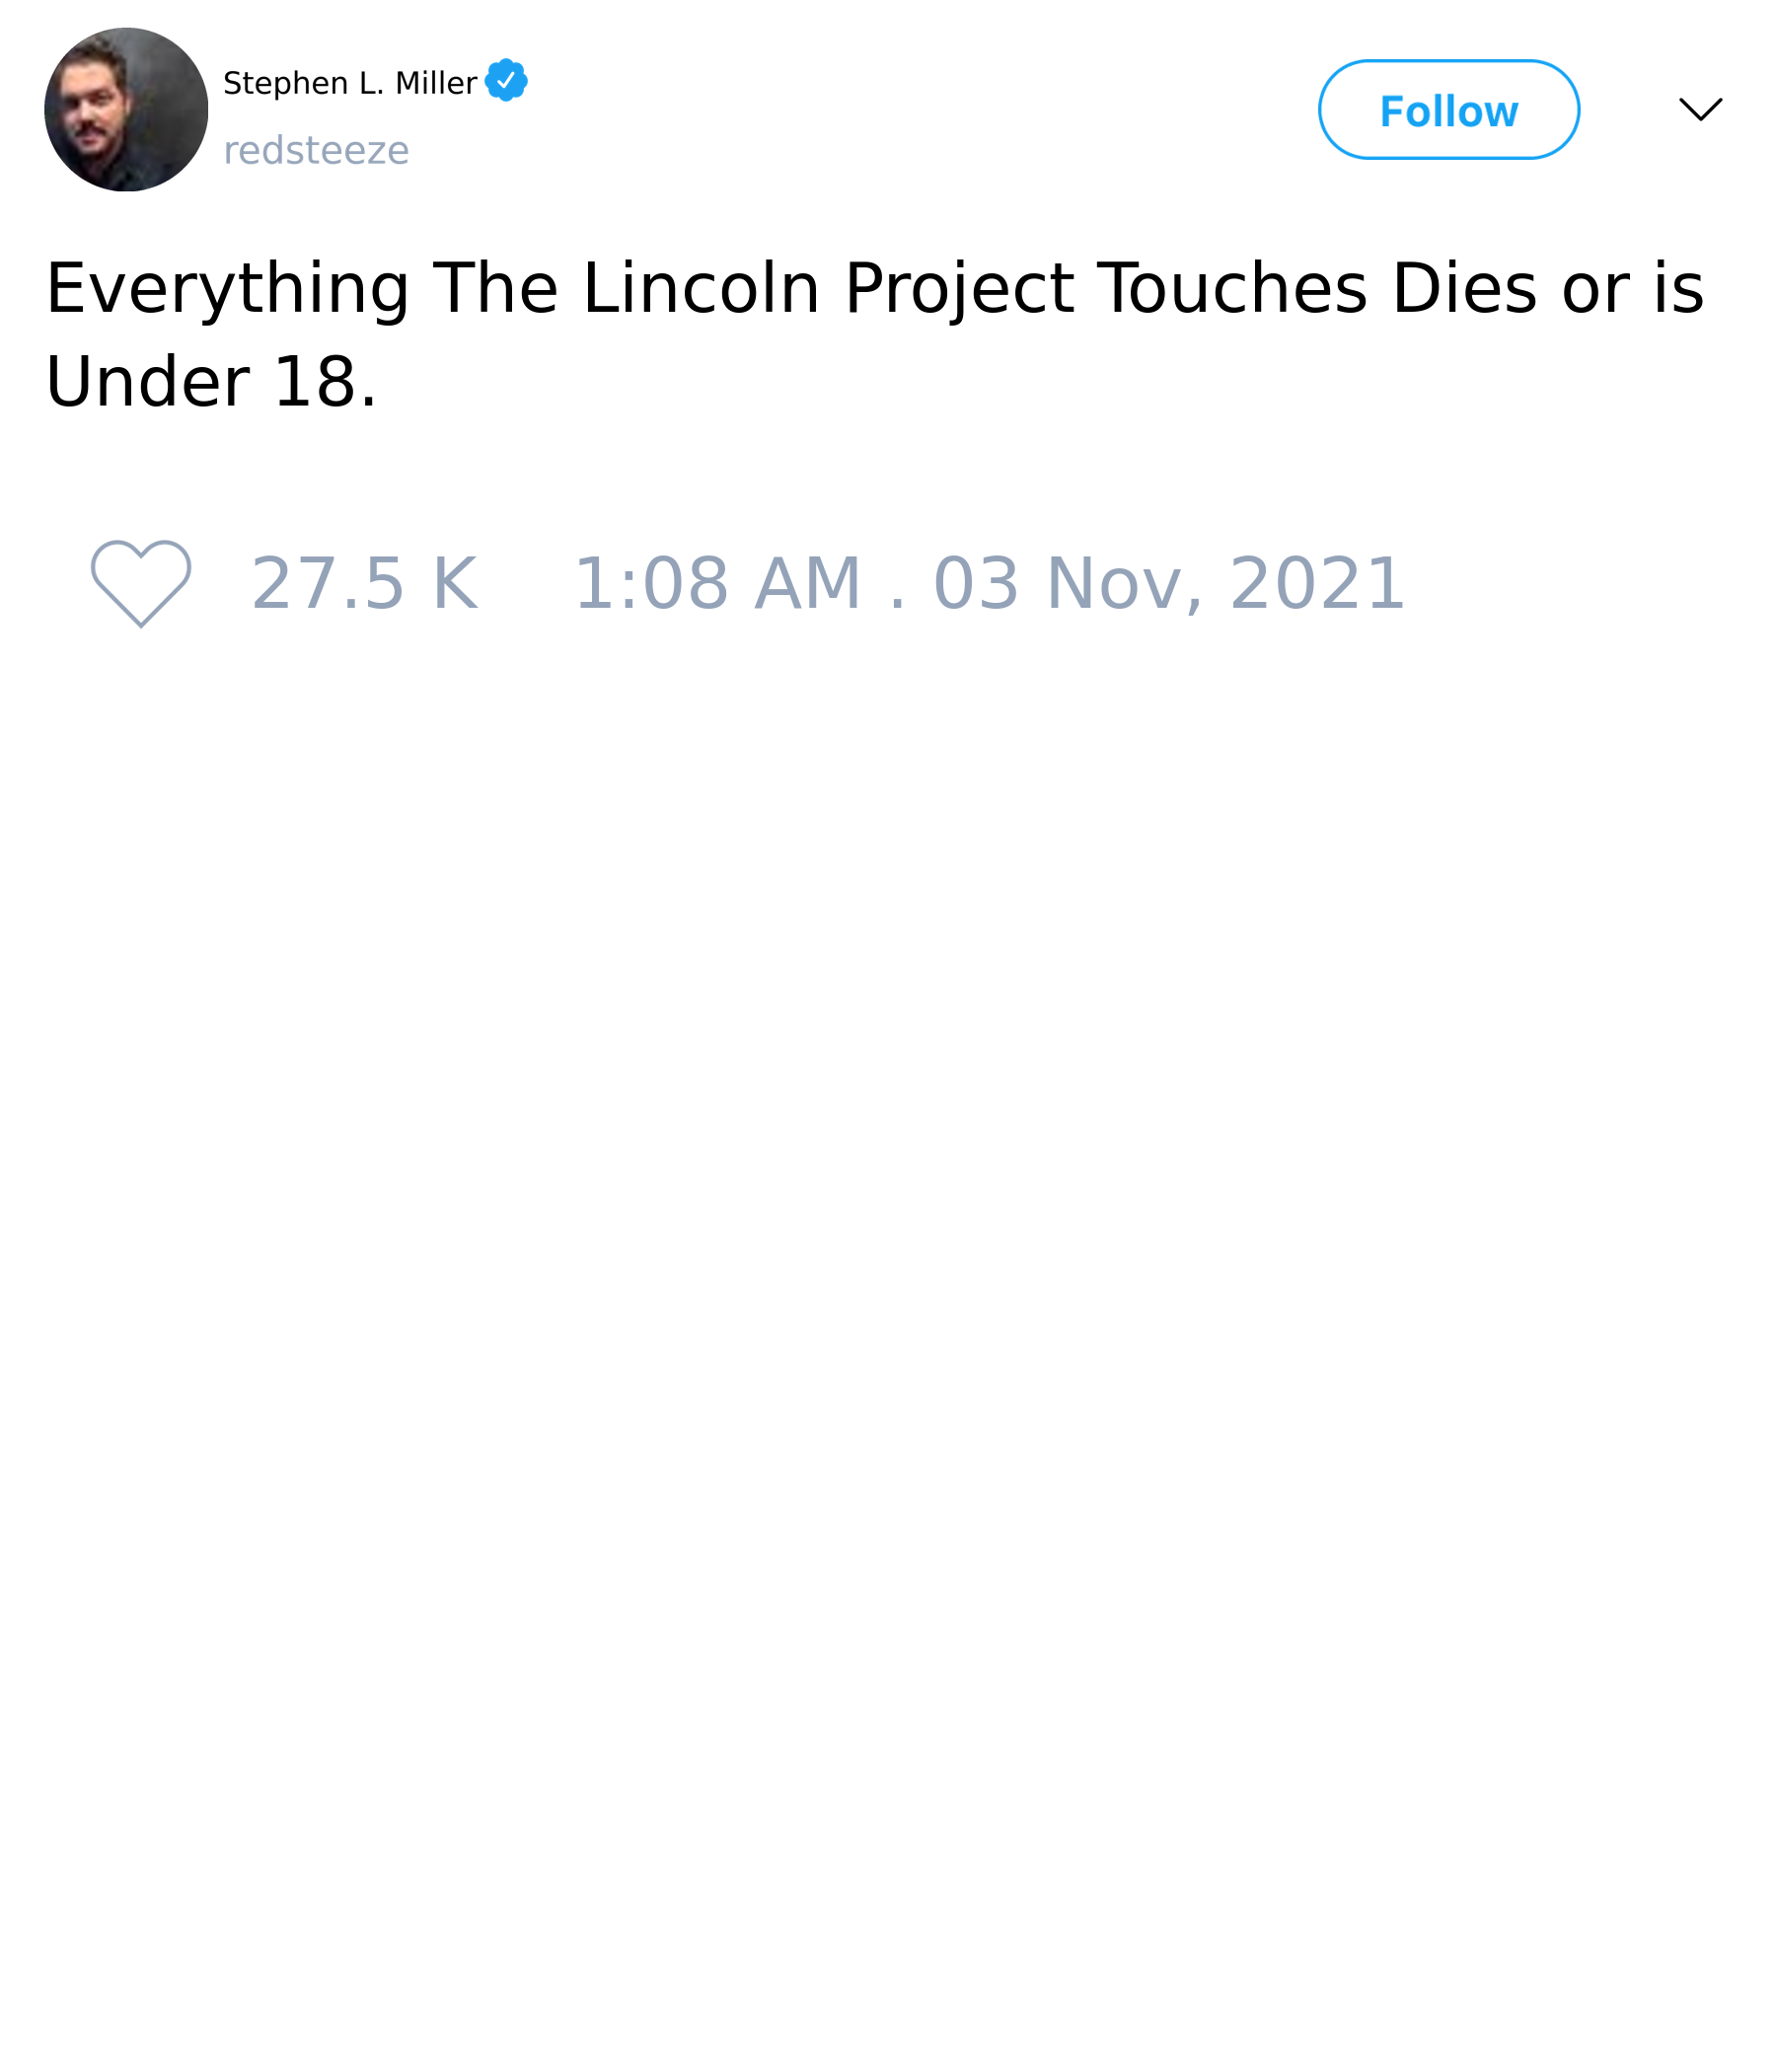 Stephen L. Miller
redsteeze
Follow
Everything The Lincoln Project Touches Dies or is
Under 18.
27.5 K 1:08 AM . 03 Nov, 2021